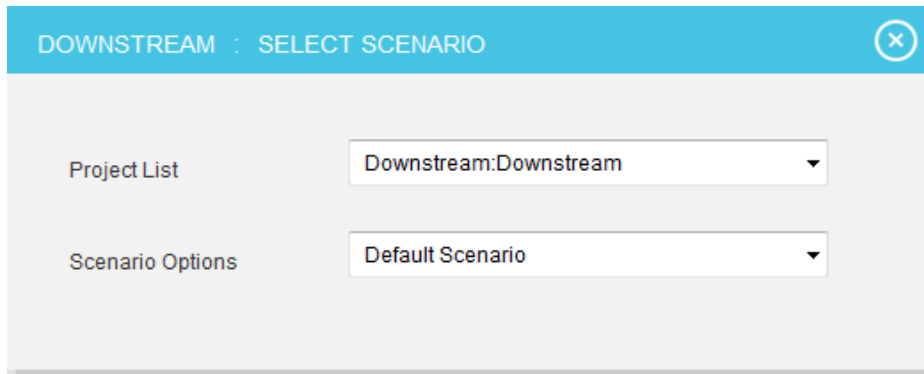 DOWNSTREAM : SELECT SCENARIO
Project List
Downstream:Downstream
Scenario Options
Default Scenario